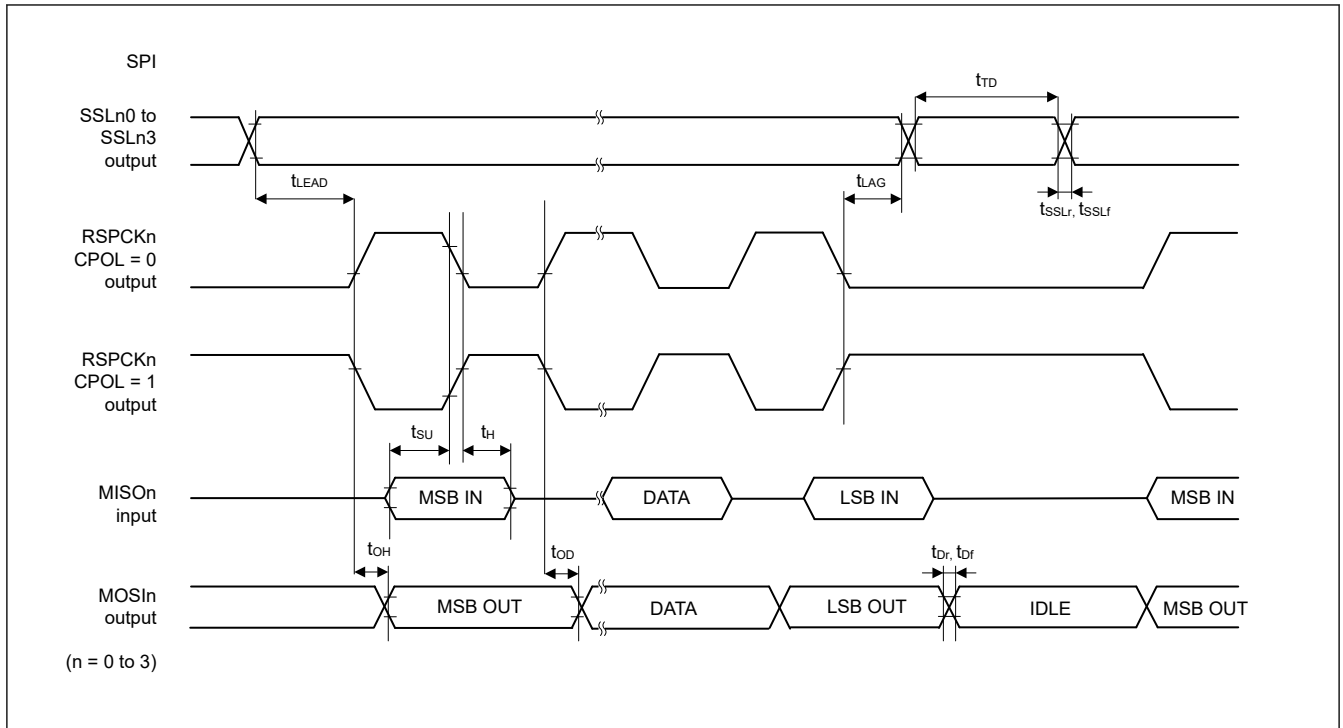 SPI
tTD
SSLn0 to
SSLn3
output
tLEAD
tLAG
tSSLr, tSSLf
RSPCKn
CPOL = 0
output
RSPCKn
CPOL = 1
output
tSU
tH
MISOn
input
MSB IN
DATA
LSB IN
MSB IN
tOH
tOD
tDr, tDf
MOSIn
output
MSB OUT
DATA
LSB OUT
IDLE
MSB OUT
(n = 0 to 3)